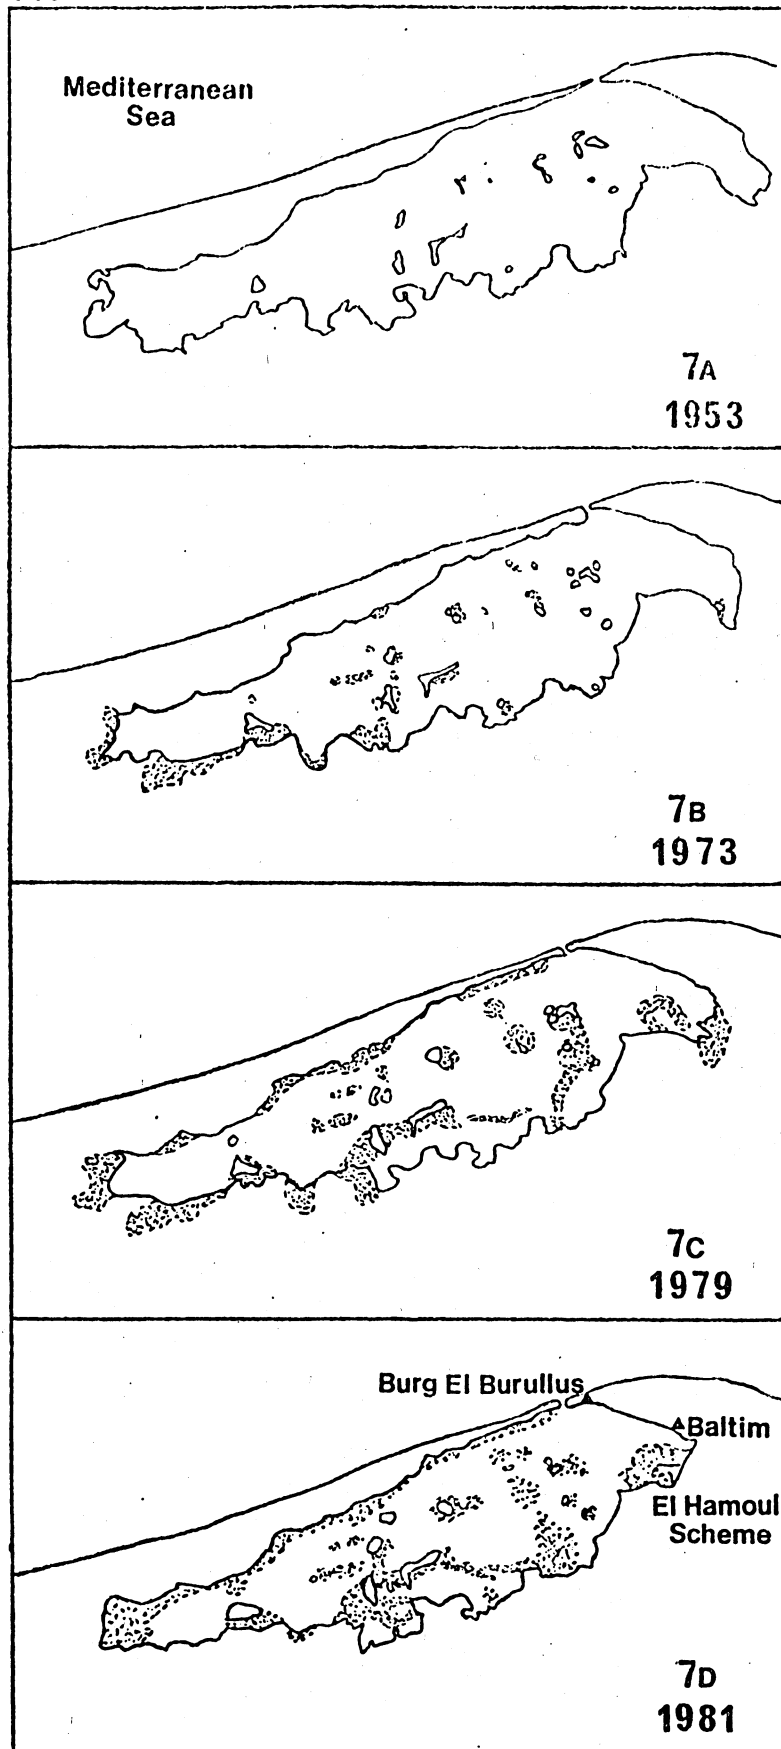 Mediterranean
Sea
7A
1953
7B
1973
7C
1979
Burg El Burullus
Baltim
El Hamoul
Scheme
7D
1981